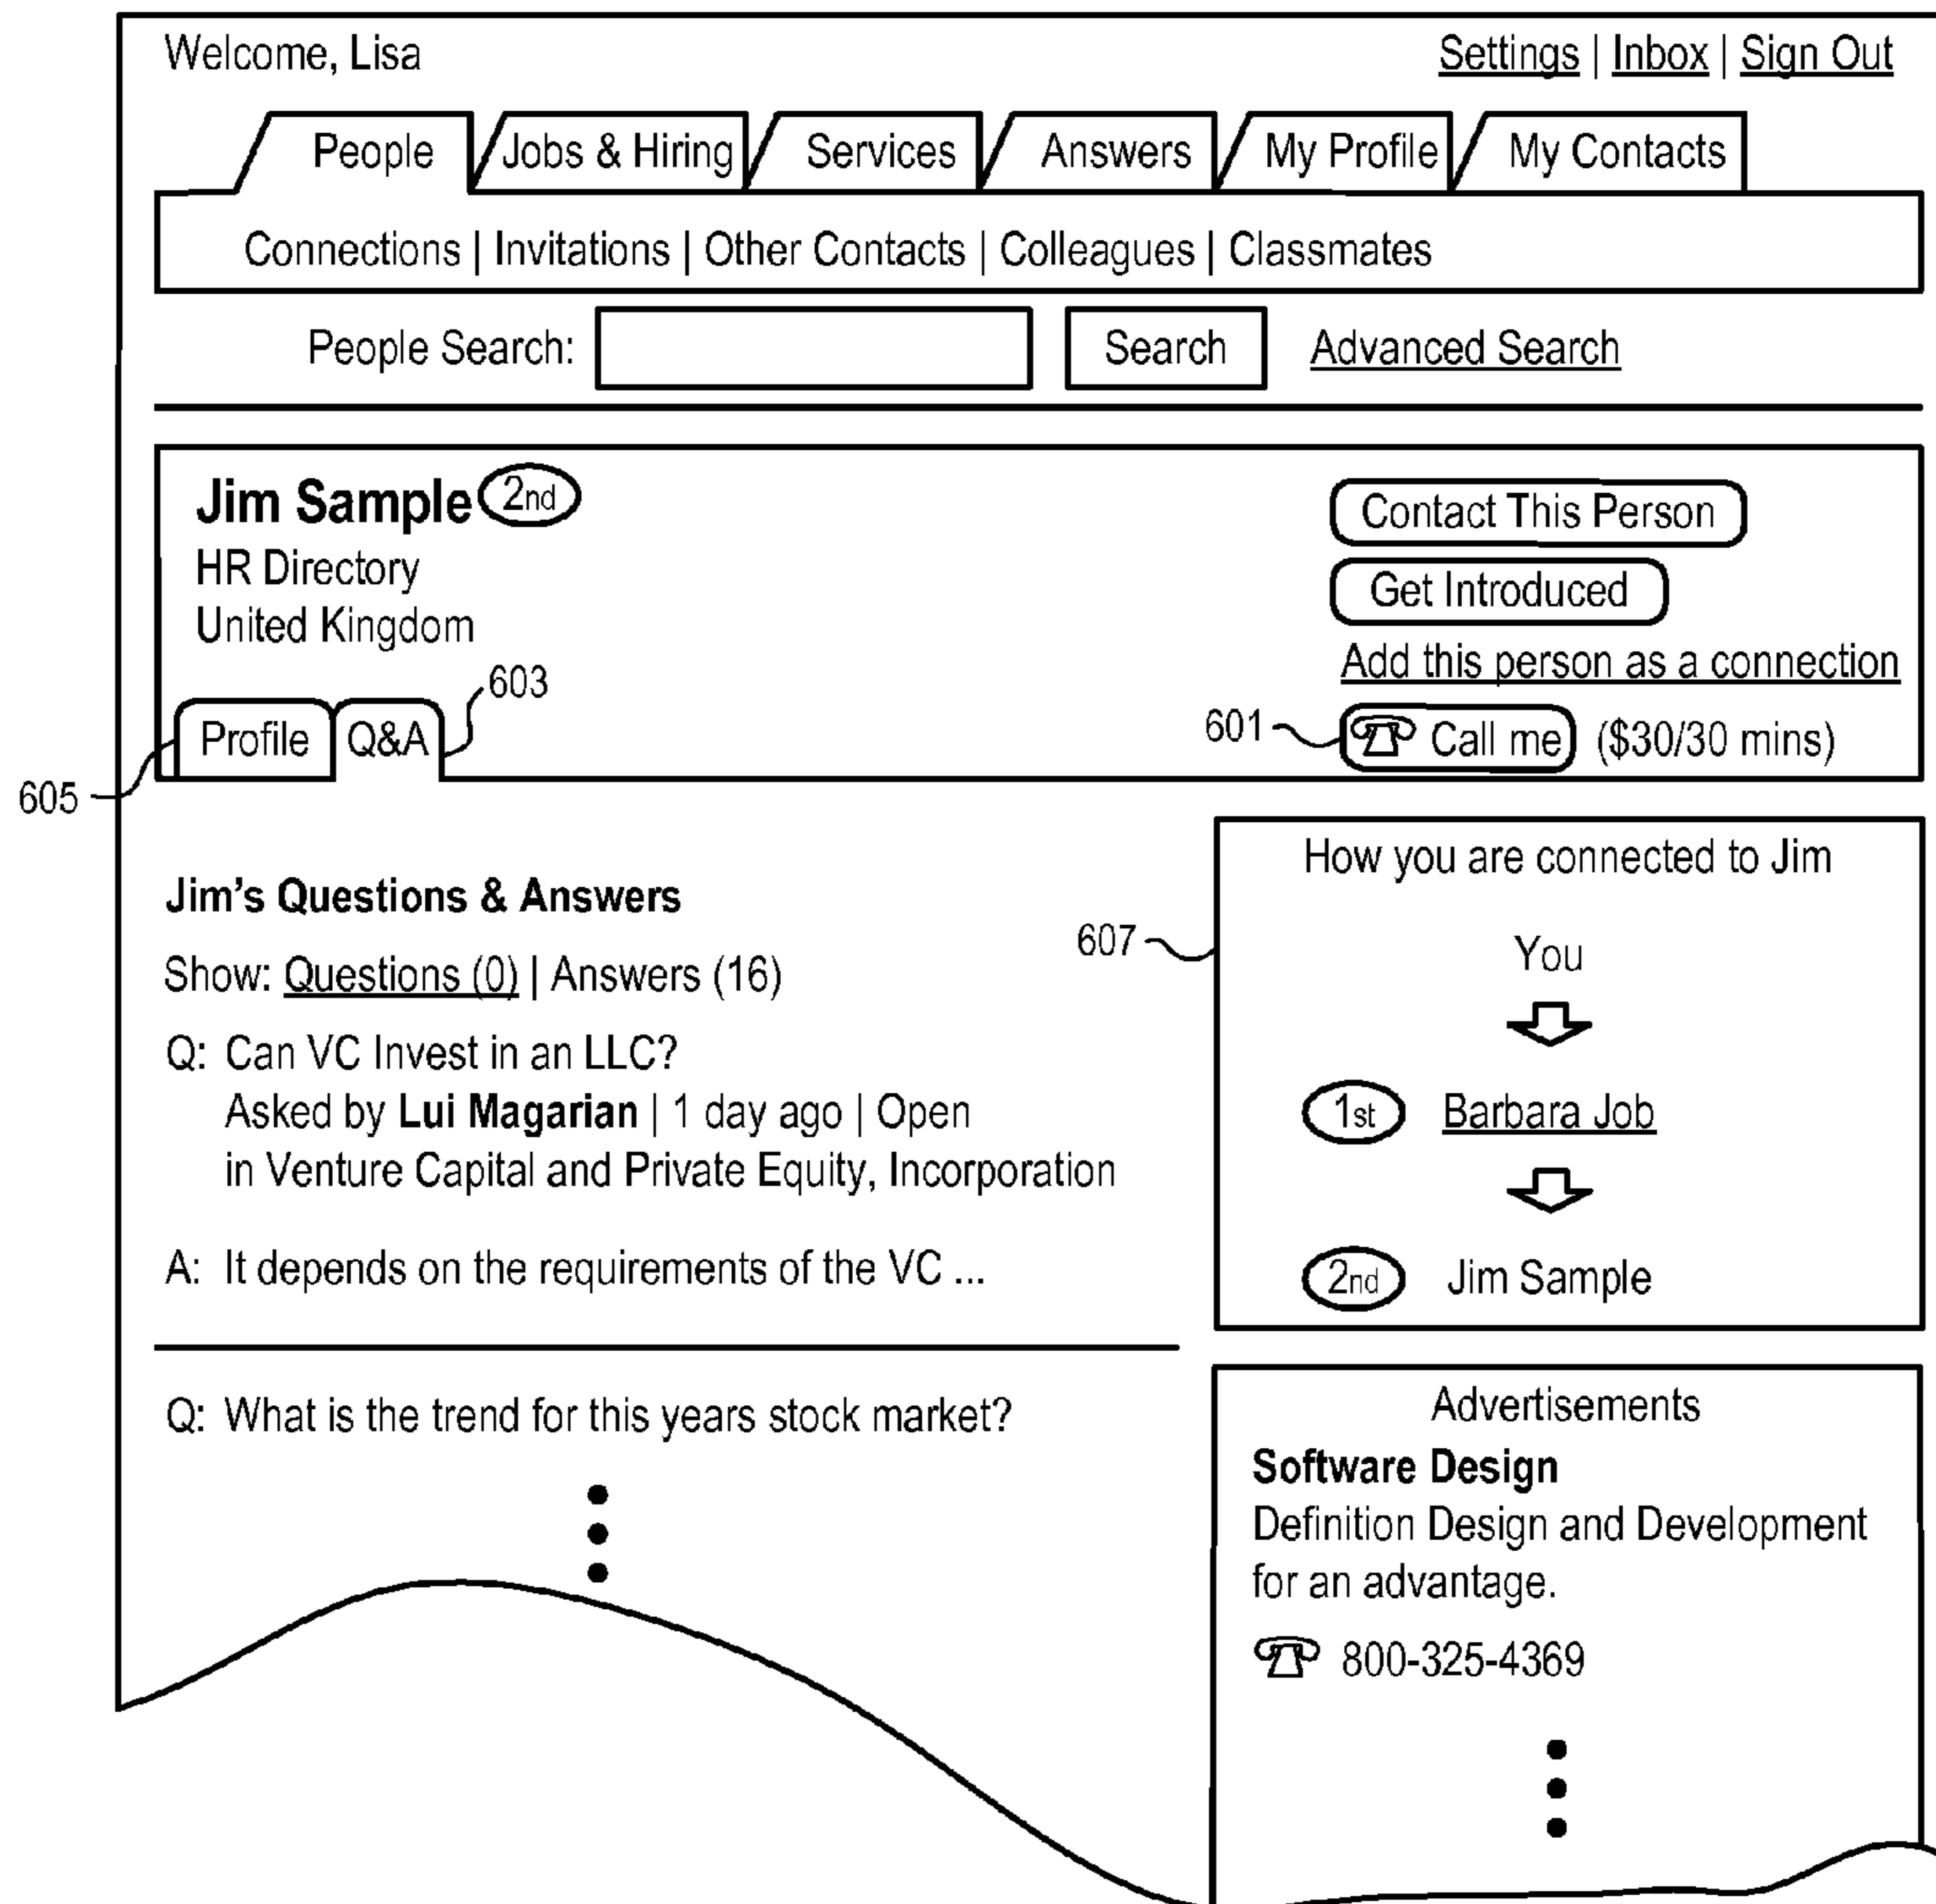 Welcome, Lisa
Settings | Inbox | Sign Out
People
Jobs & Hiring
Services
Answers
My Profile
My Contacts
Connections | Invitations | Other Contacts | Colleagues | Classmates
People Search:
Search
Advanced Search
Jim Sample 2nd
HR Directory
United Kingdom
Contact This Person
Get Introduced
Add this person as a connection
601
Call me ($30/30 mins)
603
Profile
Q&A
605
Jim's Questions & Answers
Show: Questions (0) | Answers (16)
Q: Can VC Invest in an LLC?
Asked by Lui Magarian | 1 day ago | Open
in Venture Capital and Private Equity, Incorporation
A: It depends on the requirements of the VC ...
Q: What is the trend for this years stock market?
607
How you are connected to Jim
You
1st Barbara Job
2nd Jim Sample
Advertisements
Software Design
Definition Design and Development
for an advantage.
800-325-4369